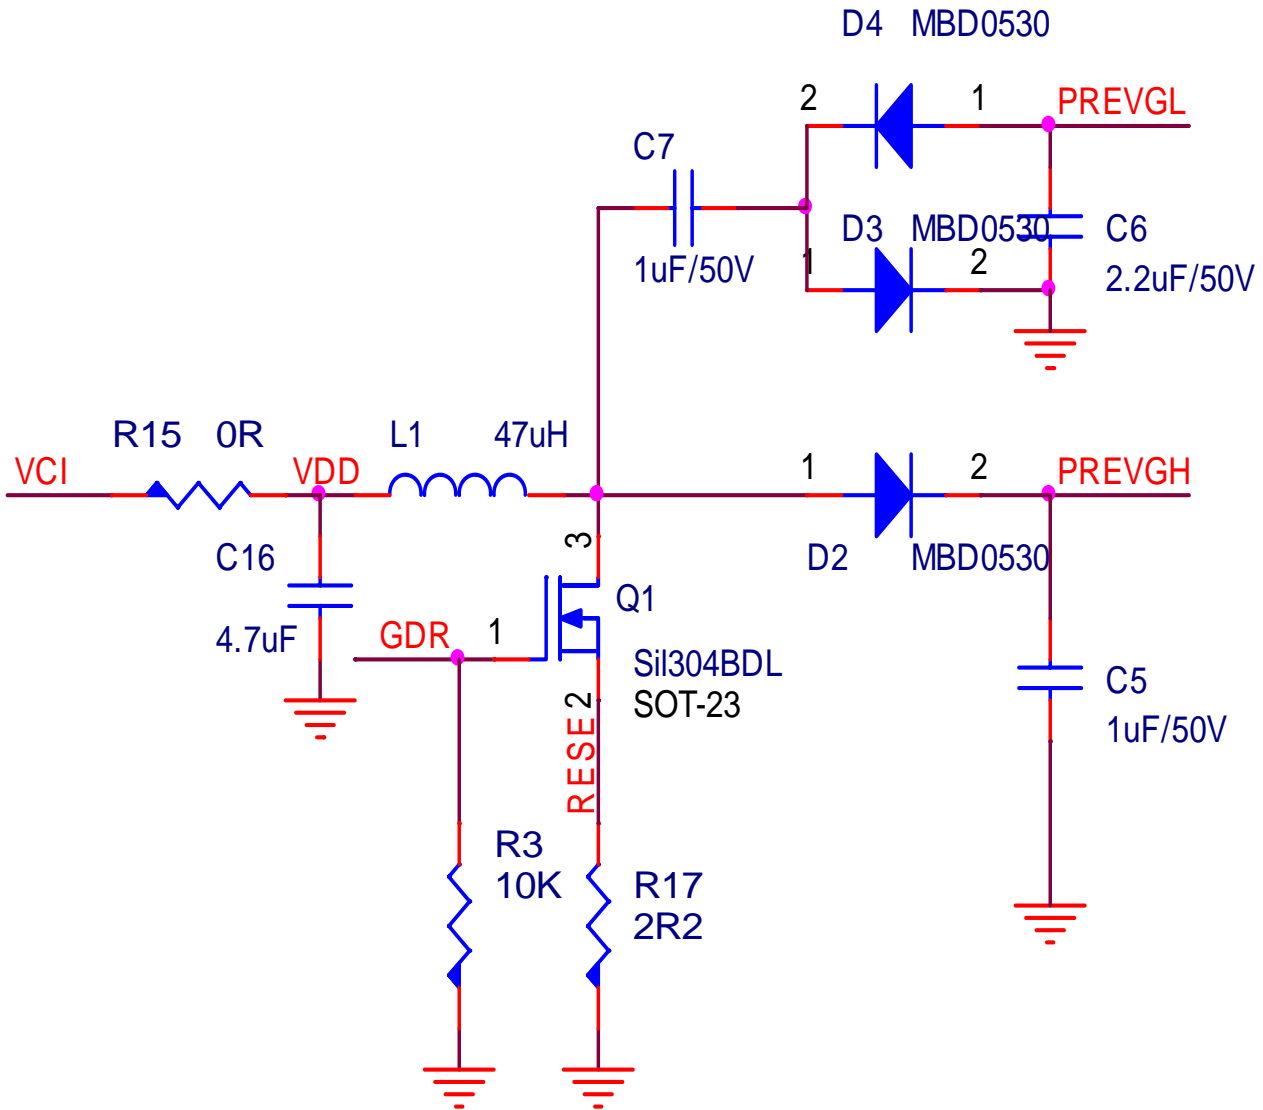 D4 MBD0530
2 1 PREVGL
C7
D3 MBD0530 C6
1uF/50V 1 2 2.2uF/50V
R15 0R L1 47uH
VCI VDD 1 2 PREVGH
3
C16 D2 MBD0530
Q1
4.7uF GDR 1
Sil304BDL
SOT-23
2
C5
1uF/50V
RESE
R3
10K R17
2R2